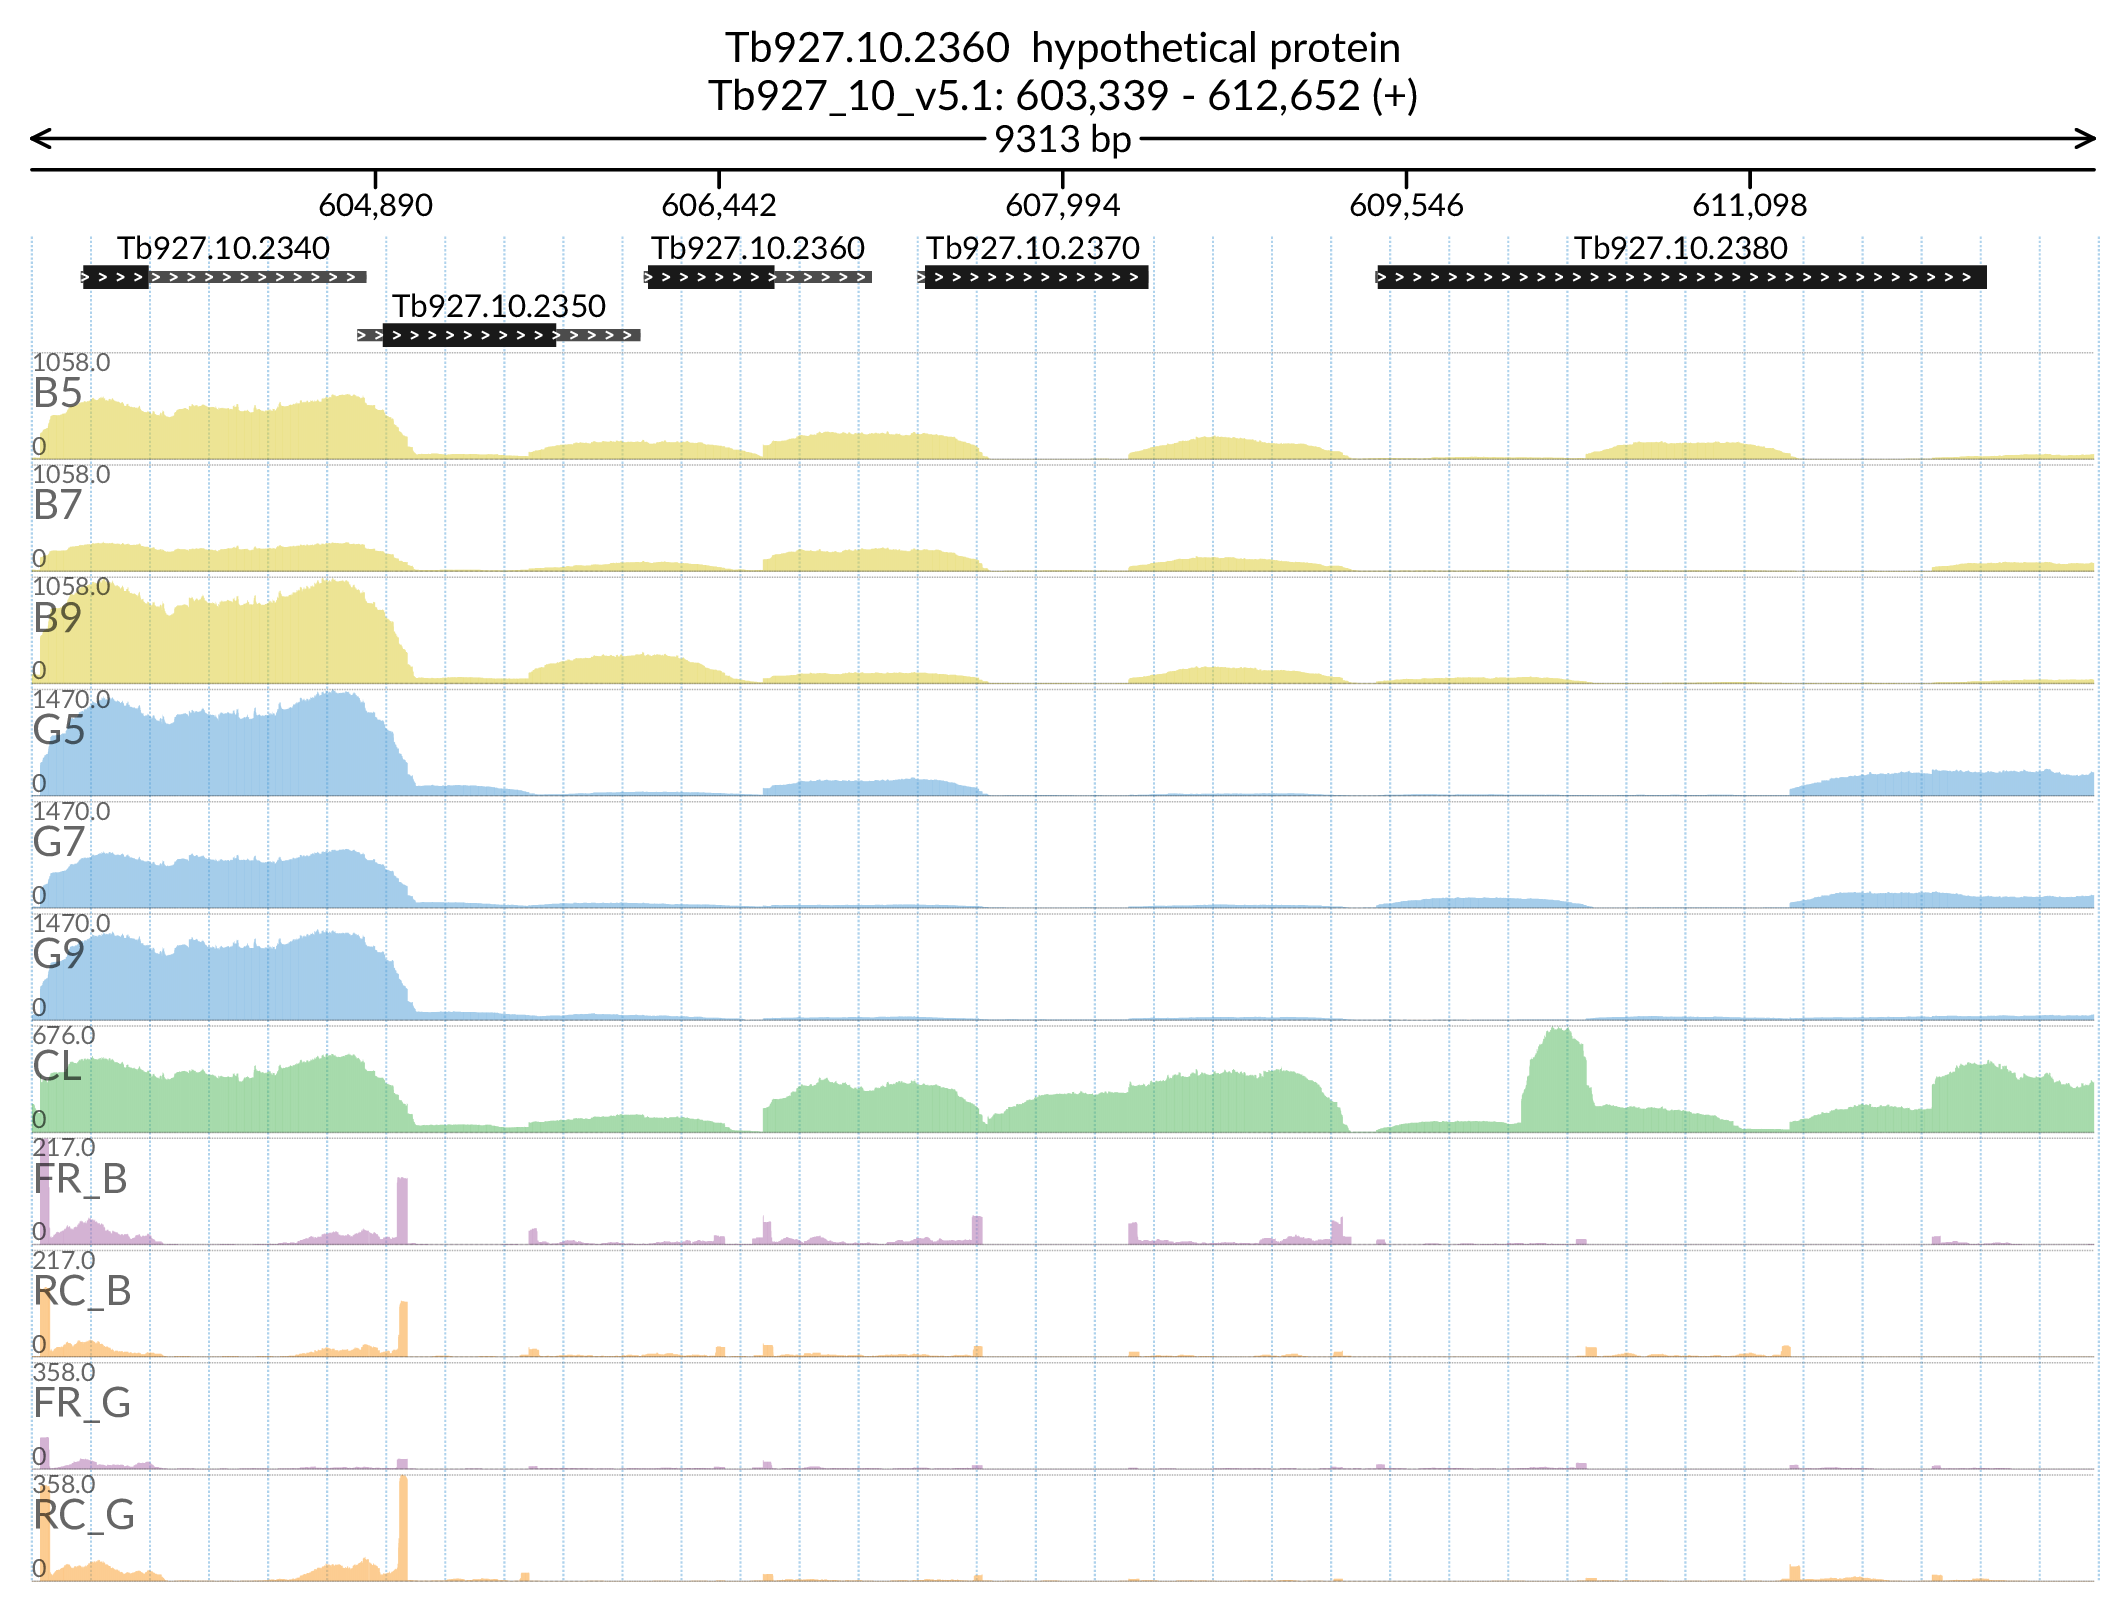 Tb927.10.2360 hypothetical protein
Tb927_10_v5.1: 603,339 - 612,652 (+)
9313 bp
604,890 606,442 607,994 609,546 611,098
Tb927.10.2340 Tb927.10.2360 Tb927.10.2370 Tb927.10.2380
Tb927.10.2350
1058.0
B5
0
1058.0
B7
0
1058.0
B9
0
1470.0
G5
0
1470.0
G7
0
1470.0
G9
0
676.0
CL
0
217.0
FR_B
0
217.0
RC_B
0
358.0
FR_G
0
358.0
RC_G
0